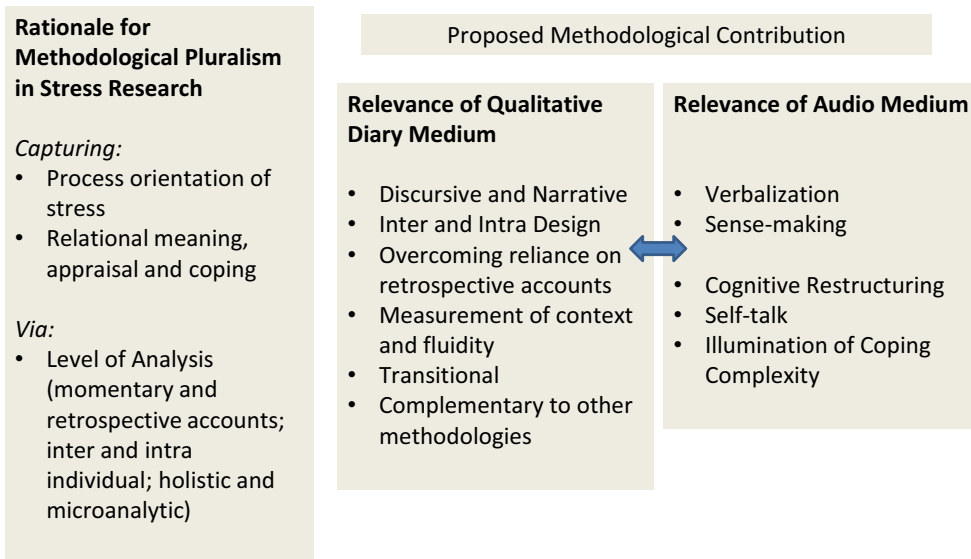 Rationale for
Methodological Pluralism
in Stress Research
Capturing:
• Process orientation of
stress
• Relational meaning,
appraisal and coping
Via:
• Level of Analysis
(momentary and
retrospective accounts;
inter and intra
individual; holistic and
microanalytic)
Proposed Methodological Contribution
Relevance of Qualitative
Diary Medium
• Discursive and Narrative
• Inter and Intra Design
• Overcoming reliance on
retrospective accounts
• Measurement of context
and fluidity
• Transitional
• Complementary to other
methodologies
Relevance of Audio Medium
• Verbalization
• Sense-making
• Cognitive Restructuring
• Self-talk
• Illumination of Coping
Complexity